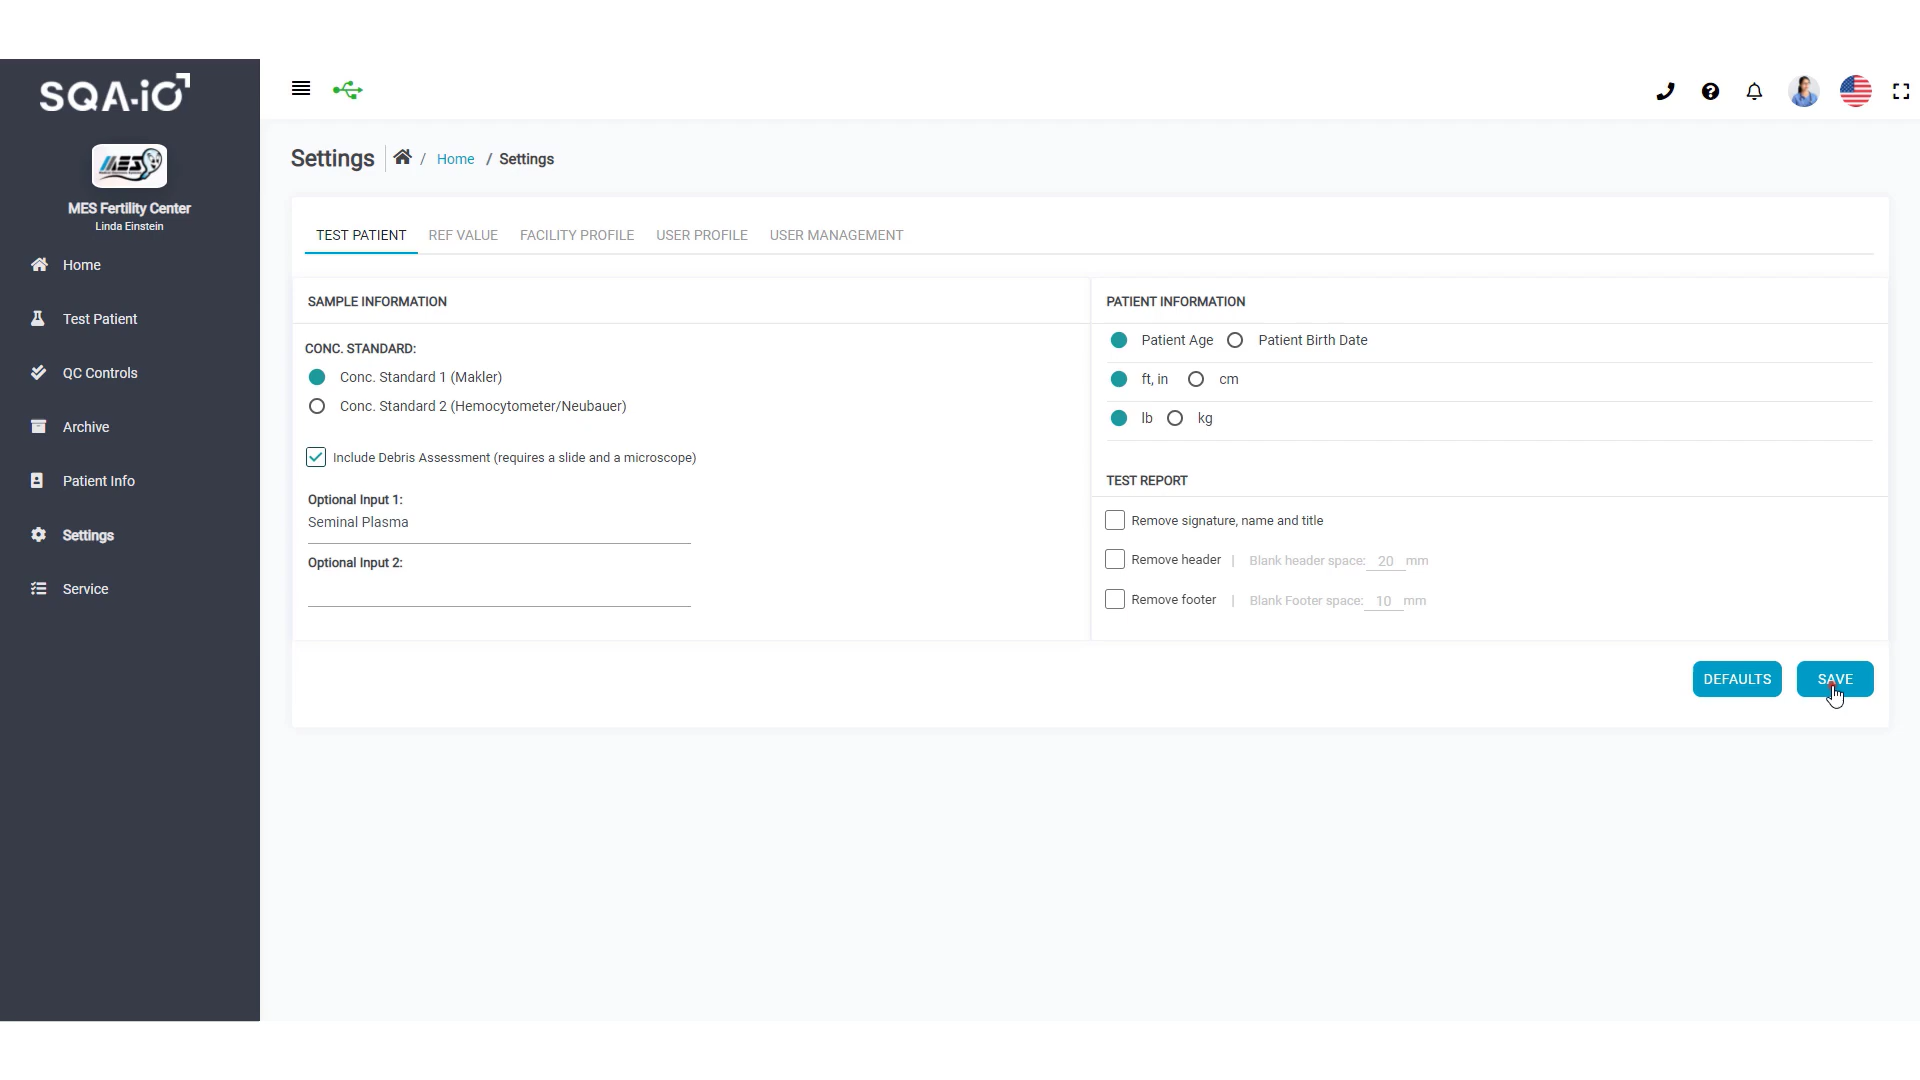 SQA-iO
MES
MES Fertility Center
Linda Einstein
Home
Test Patient
QC Controls
Archive
Patient Info
Settings
Service
Settings / Home / Settings
TEST PATIENT REF VALUE FACILITY PROFILE USER PROFILE USER MANAGEMENT
SAMPLE INFORMATION
CONC. STANDARD:
Conc. Standard 1 (Makler)
Conc. Standard 2 (Hemocytometer/Neubauer)
Include Debris Assessment (requires a slide and a microscope)
Optional Input 1:
Seminal Plasma
Optional Input 2:
PATIENT INFORMATION
Patient Age Patient Birth Date
ft, in cm
lb kg
TEST REPORT
Remove signature, name and title
Remove header | Blank header space: 20 mm
Remove footer | Blank Footer space: 10 mm
DEFAULTS SAVE